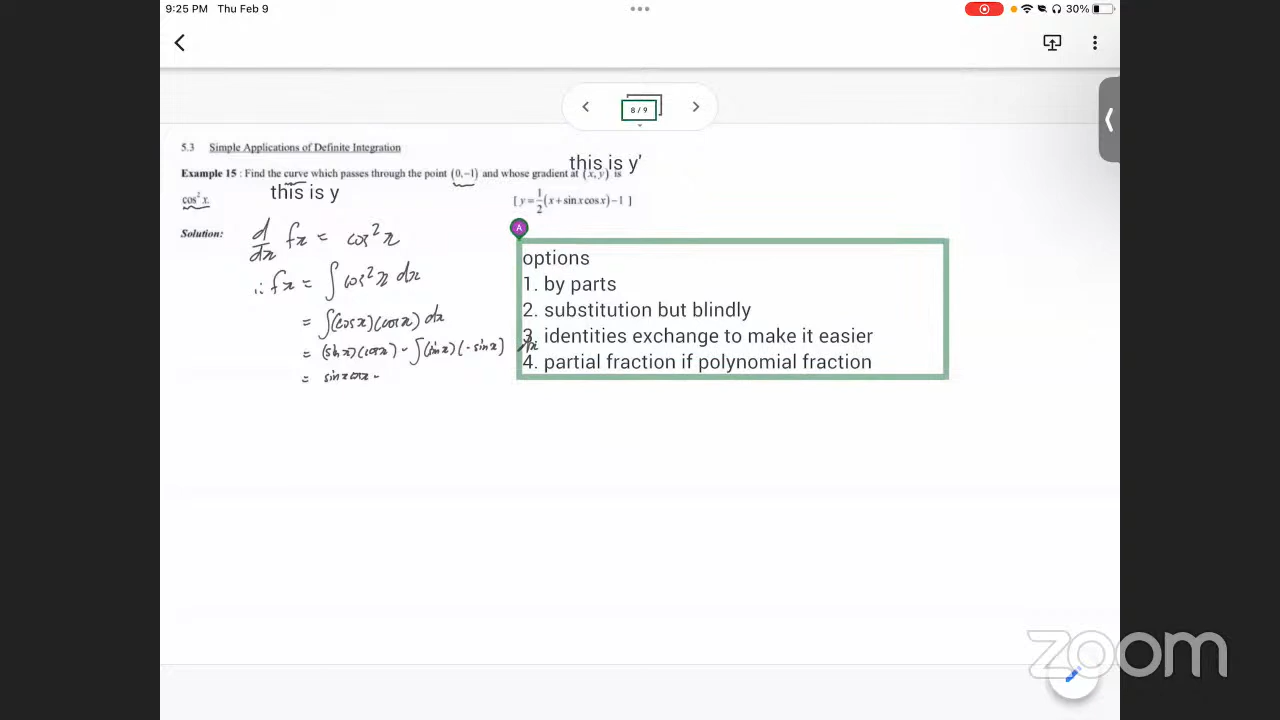 9:25 PM Thu Feb 9
30%
8 / 9
5.3 Simple Applications of Definite Integration
this is y'
Example 15 : Find the curve which passes through the point (0,−1) and whose gradient at (x, y) is
this is y
cos² x.
[ y = 1/2 (x + sin x cos x) − 1 ]
Solution:
d/dx fx = cos² x
∴ fx = ∫ cos² x dx
= ∫ (cos x)(cos x) dx
= (sin x)(cos x) - ∫ (sin x)(- sin x) dx
= sin x cos x -
A
options
1. by parts
2. substitution but blindly
3. identities exchange to make it easier
4. partial fraction if polynomial fraction
zoom